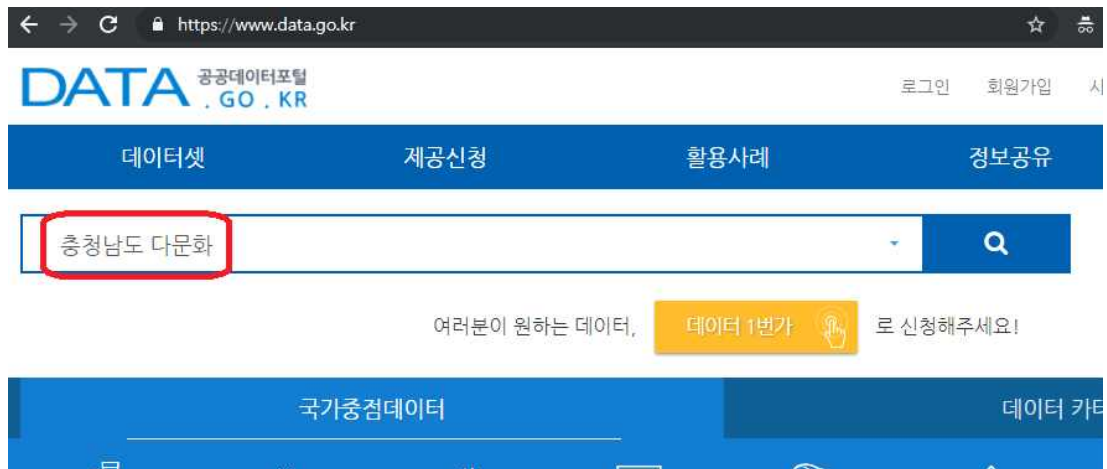 https://www.data.go.kr
DATA 공공데이터포털
. GO . KR
로그인 회원가입
데이터셋 제공신청 활용사례 정보공유
충청남도 다문화
여러분이 원하는 데이터, 데이터 1번가 로 신청해주세요!
국가중점데이터 데이터